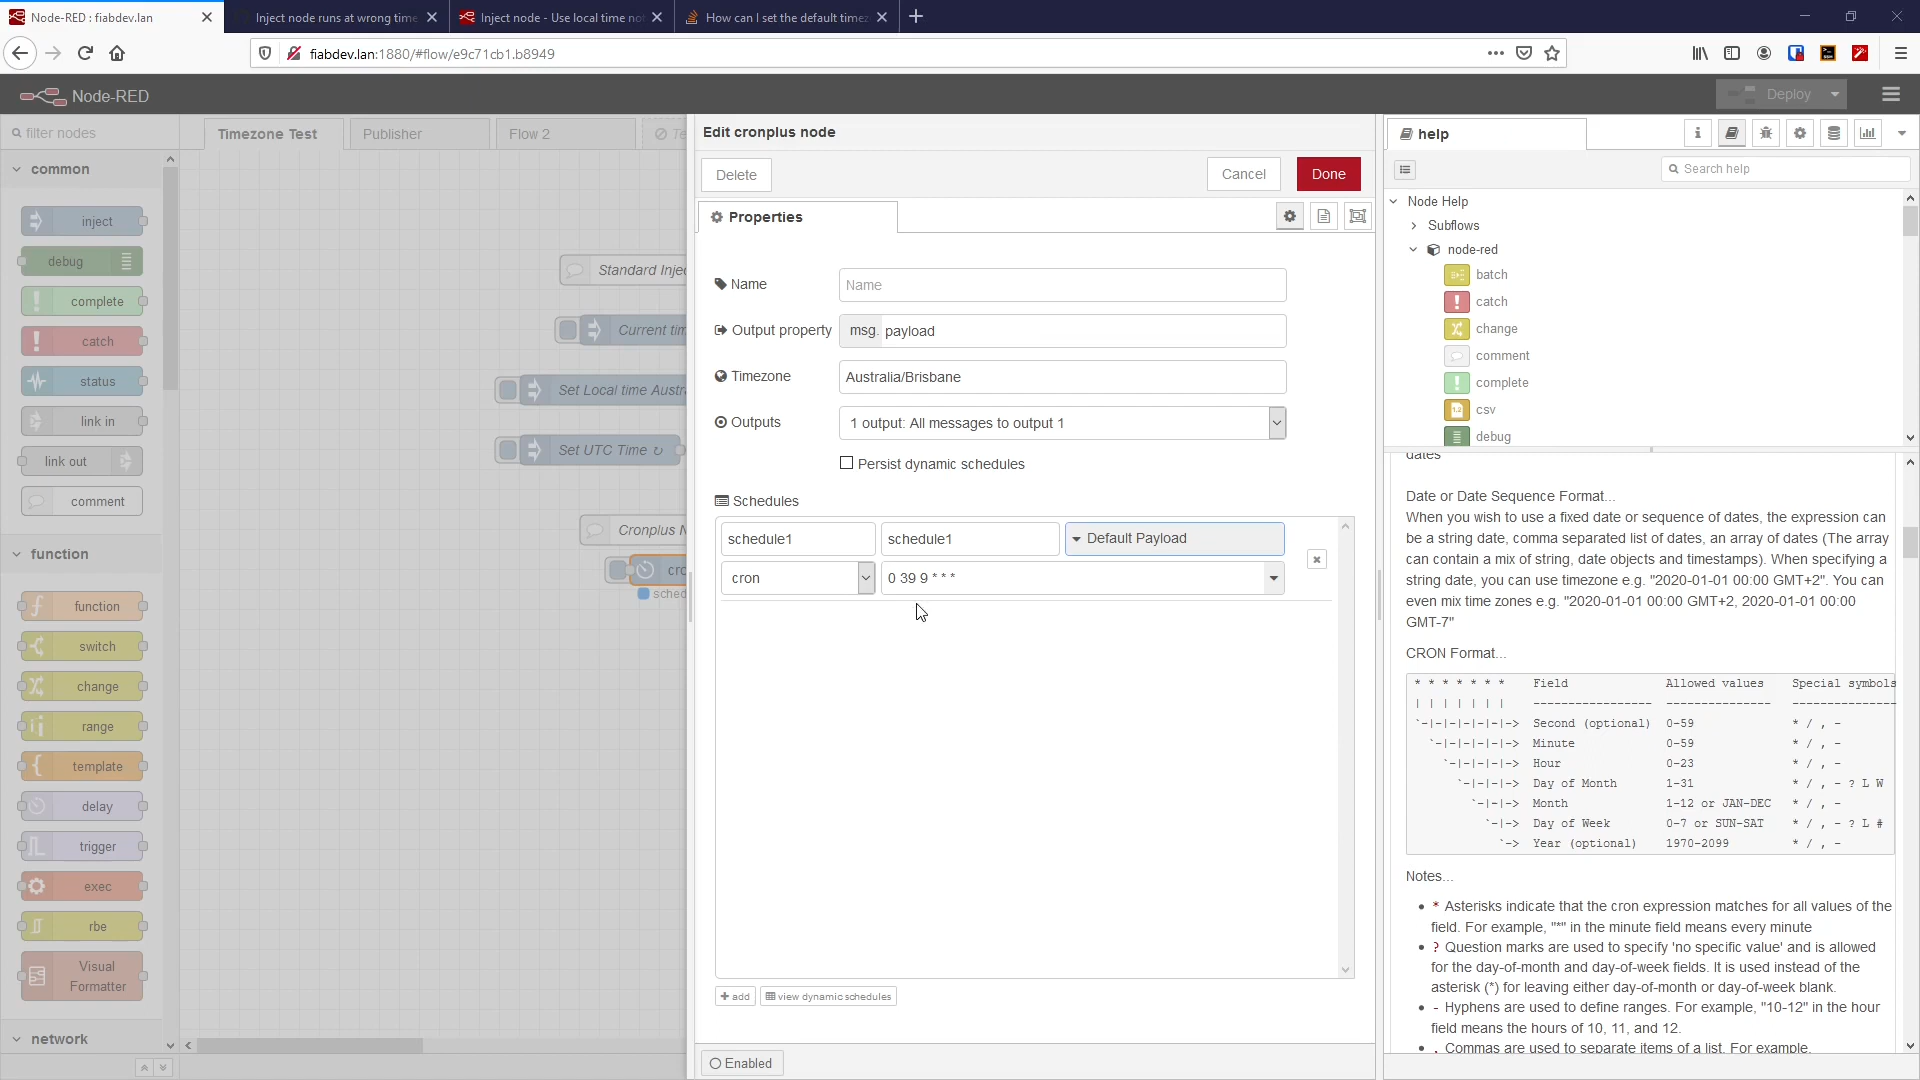 Node-RED : fiabdev.lan
Inject node runs at wrong time
Inject node - Use local time not
How can I set the default timez
fiabdev.lan:1880/#flow/e9c71cb1.b8949
Node-RED
Deploy
filter nodes
Timezone Test
Publisher
Flow 2
common
inject
debug
complete
catch
status
link in
link out
comment
function
function
switch
change
range
template
delay
trigger
exec
rbe
Visual
Formatter
network
Standard Injec
Current tim
Set Local time Austra
Set UTC Time ↻
Cronplus N
cro
sched
Edit cronplus node
Delete
Cancel
Done
Properties
Name
Name
Output property
msg. payload
Timezone
Australia/Brisbane
Outputs
1 output: All messages to output 1
Persist dynamic schedules
Schedules
schedule1
schedule1
Default Payload
cron
0 39 9 * * *
add
view dynamic schedules
Enabled
help
Search help
Node Help
Subflows
node-red
batch
catch
change
comment
complete
csv
debug
dates
Date or Date Sequence Format...
When you wish to use a fixed date or sequence of dates, the expression can
be a string date, comma separated list of dates, an array of dates (The array
can contain a mix of string, date objects and timestamps). When specifying a
string date, you can use timezone e.g. "2020-01-01 00:00 GMT+2". You can
even mix time zones e.g. "2020-01-01 00:00 GMT+2, 2020-01-01 00:00
GMT-7"
CRON Format...
* * * * * * * Field Allowed values Special symbols
| | | | | | | ----------------- --------------- ---------------
`-|-|-|-|-|-|-> Second (optional) 0-59 * / , -
`-|-|-|-|-|-> Minute 0-59 * / , -
`-|-|-|-|-> Hour 0-23 * / , -
`-|-|-|-> Day of Month 1-31 * / , - ? L W
`-|-|-> Month 1-12 or JAN-DEC * / , -
`-|-> Day of Week 0-7 or SUN-SAT * / , - ? L #
`-> Year (optional) 1970-2099 * / , -
Notes...
• * Asterisks indicate that the cron expression matches for all values of the
field. For example, "*" in the minute field means every minute
• ? Question marks are used to specify 'no specific value' and is allowed
for the day-of-month and day-of-week fields. It is used instead of the
asterisk (*) for leaving either day-of-month or day-of-week blank.
• - Hyphens are used to define ranges. For example, "10-12" in the hour
field means the hours of 10, 11, and 12.
• , Commas are used to separate items of a list. For example,